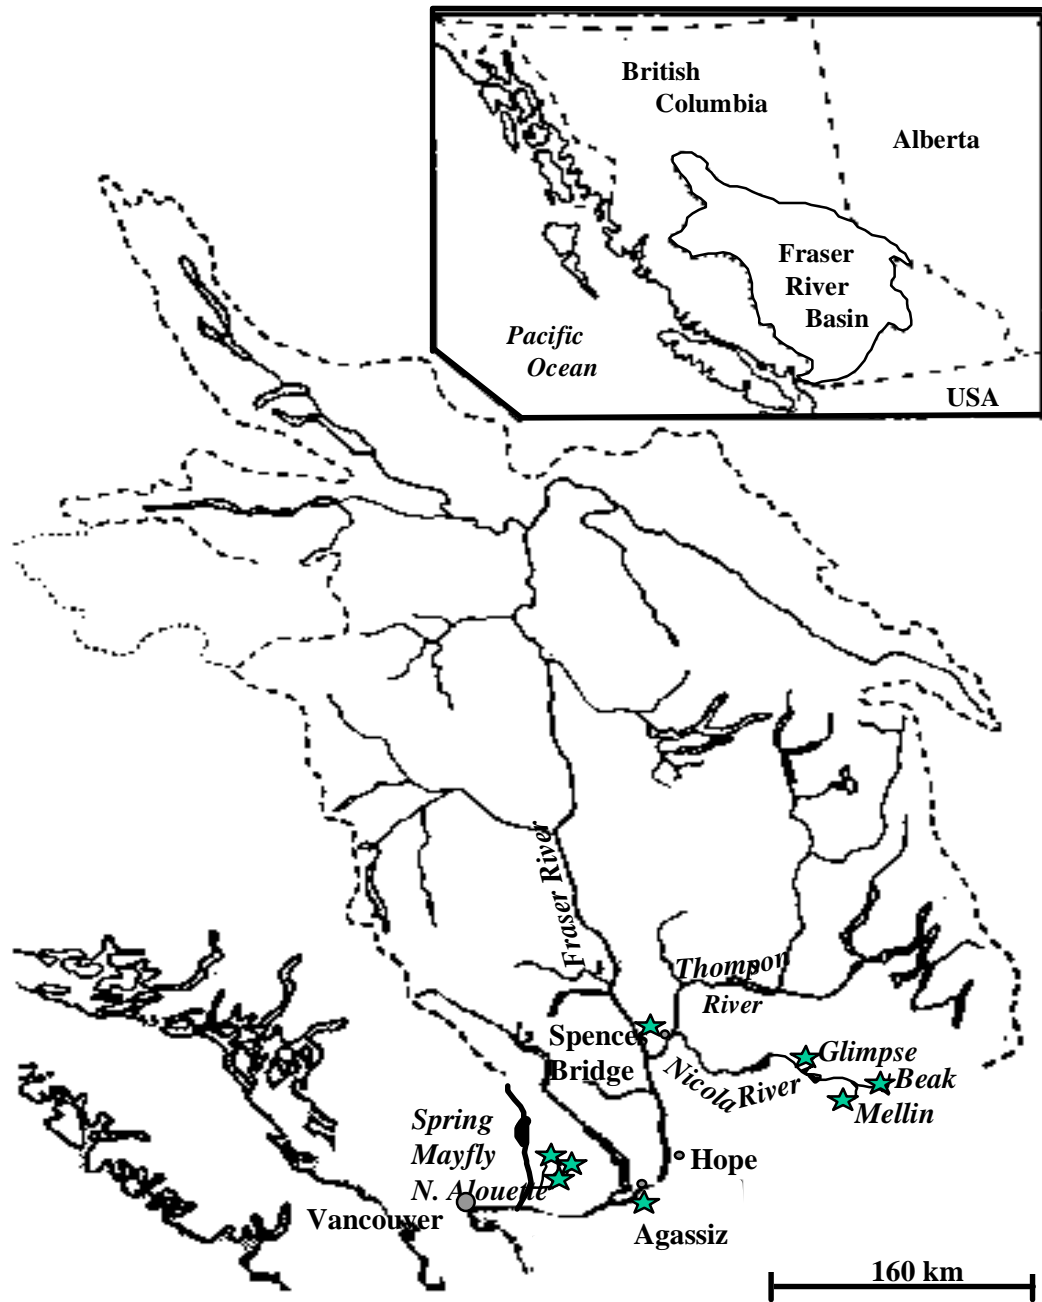 British
Columbia
Alberta
Fraser
River
Basin
Pacific
Ocean
USA
Fraser River
Thompson
River
Spences
Bridge
Nicola River
Glimpse
Beak
Mellin
Spring
Mayfly
N. Alouette
Hope
Vancouver
Agassiz
160 km